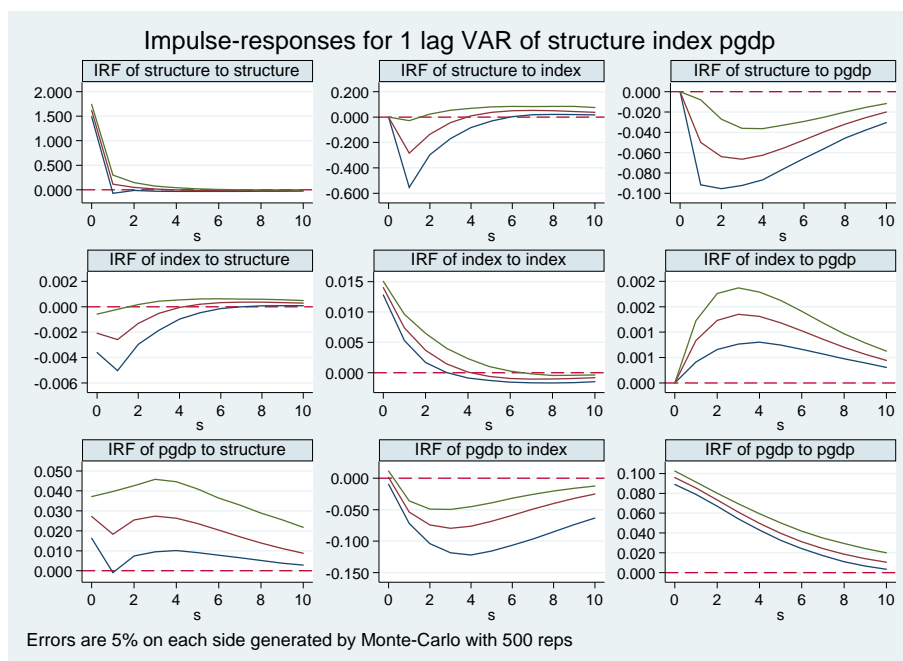 Impulse-responses for 1 lag VAR of structure index pgdp
IRF of structure to structure
2.000
1.500
1.000
0.500
0.000
0 2 4 6 8 10
s
IRF of structure to index
0.200
0.000
-0.200
-0.400
-0.600
0 2 4 6 8 10
s
IRF of structure to pgdp
0.000
-0.020
-0.040
-0.060
-0.080
-0.100
0 2 4 6 8 10
s
IRF of index to structure
0.002
0.000
-0.002
-0.004
-0.006
0 2 4 6 8 10
s
IRF of index to index
0.015
0.010
0.005
0.000
0 2 4 6 8 10
s
IRF of index to pgdp
0.002
0.002
0.001
0.001
0.000
0 2 4 6 8 10
s
IRF of pgdp to structure
0.050
0.040
0.030
0.020
0.010
0.000
0 2 4 6 8 10
s
IRF of pgdp to index
0.000
-0.050
-0.100
-0.150
0 2 4 6 8 10
s
IRF of pgdp to pgdp
0.100
0.080
0.060
0.040
0.020
0.000
0 2 4 6 8 10
s
Errors are 5% on each side generated by Monte-Carlo with 500 reps